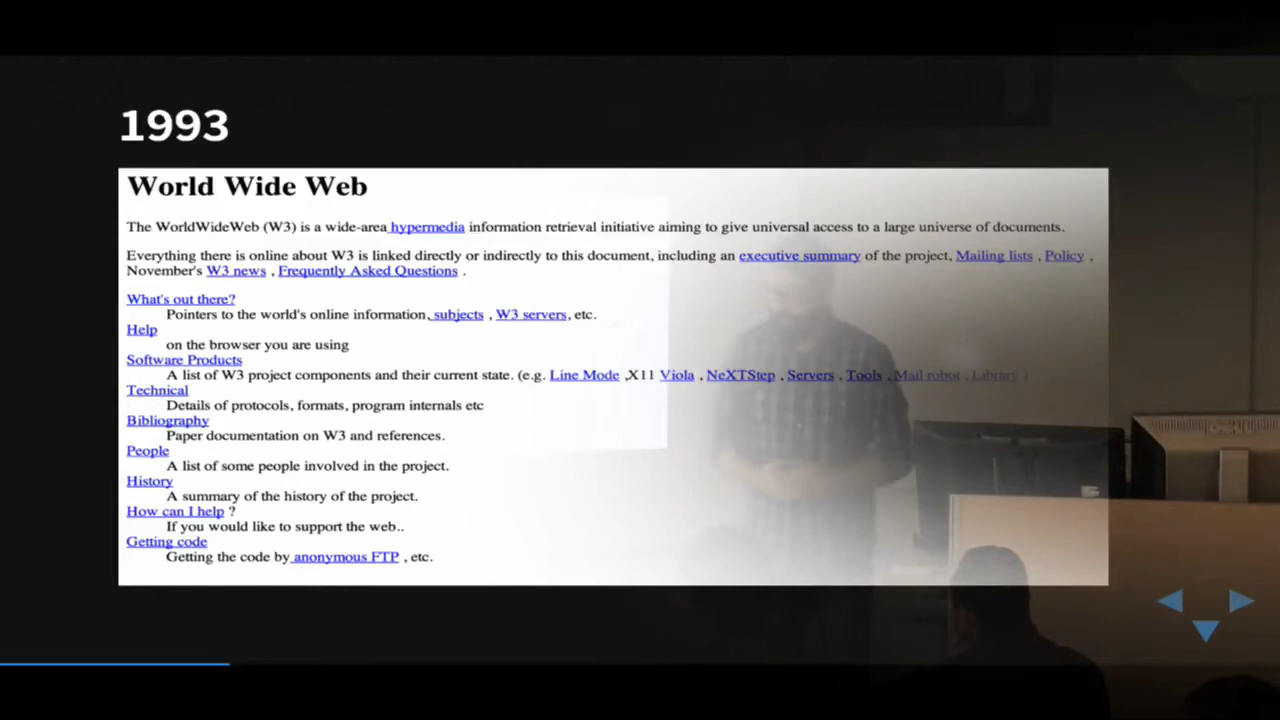 1993
World Wide Web
The WorldWideWeb (W3) is a wide-area hypermedia information retrieval initiative aiming to give universal access to a large universe of documents.
Everything there is online about W3 is linked directly or indirectly to this document, including an executive summary of the project, Mailing lists , Policy ,
November's W3 news , Frequently Asked Questions .
What's out there?
Pointers to the world's online information, subjects , W3 servers, etc.
Help
on the browser you are using
Software Products
A list of W3 project components and their current state. (e.g. Line Mode ,X11 Viola , NeXTStep , Servers , Tools , Mail robot , Library )
Technical
Details of protocols, formats, program internals etc
Bibliography
Paper documentation on W3 and references.
People
A list of some people involved in the project.
History
A summary of the history of the project.
How can I help ?
If you would like to support the web..
Getting code
Getting the code by anonymous FTP , etc.